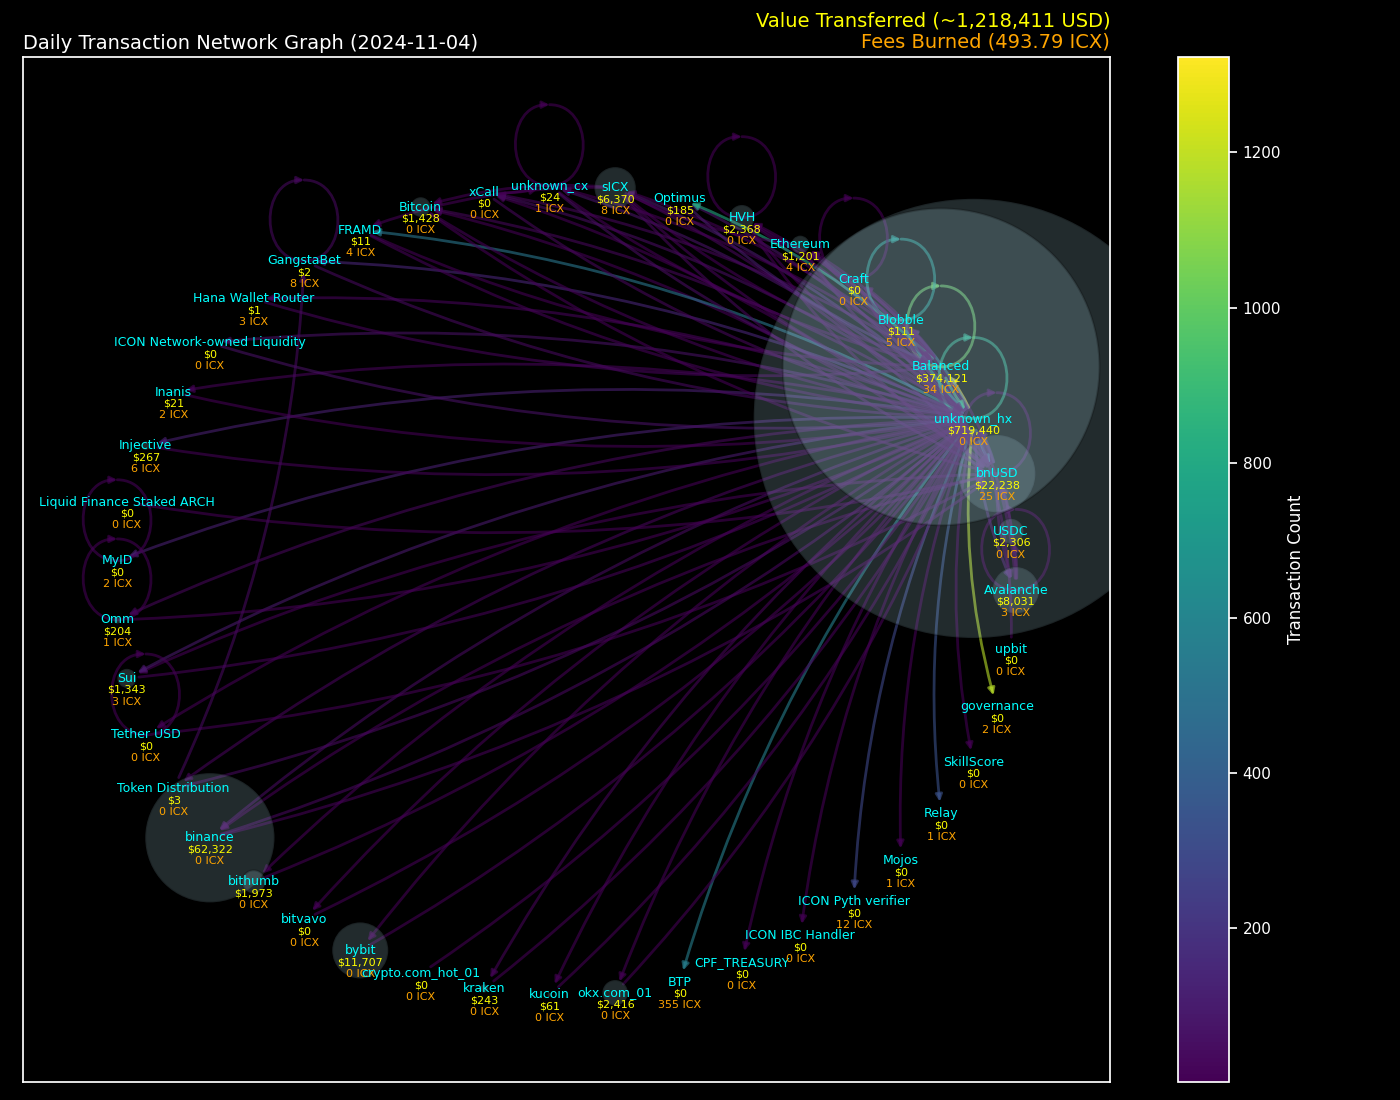 Value Transferred (~1,218,411 USD)
Daily Transaction Network Graph (2024-11-04)
Fees Burned (493.79 ICX)
unknown_cx
$24
1 ICX
sICX
$6,370
8 ICX
xCall
$0
0 ICX
Optimus
$185
0 ICX
Bitcoin
$1,428
0 ICX
HVH
$2,368
0 ICX
FRAMD
$11
4 ICX
Ethereum
$1,201
4 ICX
GangstaBet
$2
8 ICX
Craft
$0
0 ICX
Hana Wallet Router
$1
3 ICX
Blobble
$111
5 ICX
ICON Network-owned Liquidity
$0
0 ICX
Balanced
$374,121
34 ICX
Inanis
$21
2 ICX
unknown_hx
$719,440
0 ICX
Injective
$267
6 ICX
bnUSD
$22,238
25 ICX
Liquid Finance Staked ARCH
$0
0 ICX
USDC
$2,306
0 ICX
MyID
$0
2 ICX
Avalanche
$8,031
3 ICX
Omm
$204
1 ICX
upbit
$0
0 ICX
Sui
$1,343
3 ICX
governance
$0
2 ICX
Tether USD
$0
0 ICX
SkillScore
$0
0 ICX
Token Distribution
$3
0 ICX
Relay
$0
1 ICX
binance
$62,322
0 ICX
Mojos
$0
1 ICX
bithumb
$1,973
0 ICX
ICON Pyth verifier
$0
12 ICX
bitvavo
$0
0 ICX
ICON IBC Handler
$0
0 ICX
bybit
$11,707
0 ICX
CPF_TREASURY
$0
0 ICX
crypto.com_hot_01
$0
0 ICX
BTP
$0
355 ICX
kraken
$243
0 ICX
kucoin
$61
0 ICX
okx.com_01
$2,416
0 ICX
1200
1000
800
600
400
200
Transaction Count